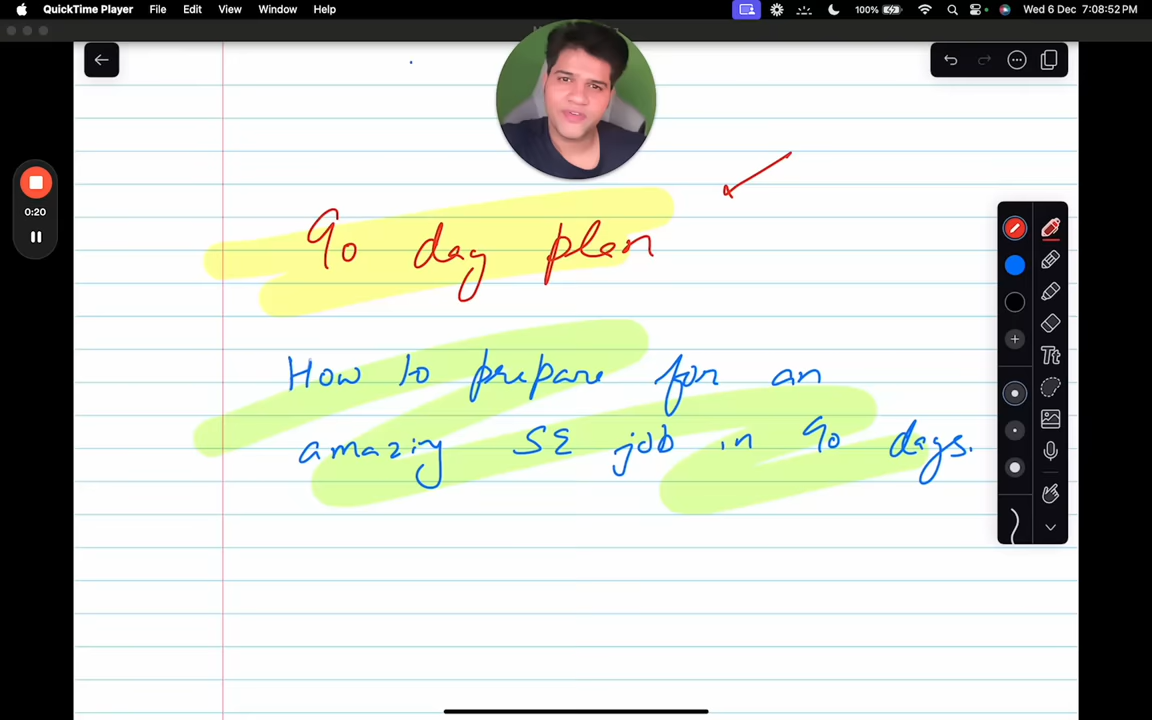 QuickTime Player File Edit View Window Help 100% Wed 6 Dec 7:08:52 PM
0:20
90 day plan
How to prepare for an
amazing SE job in 90 days.
Tt